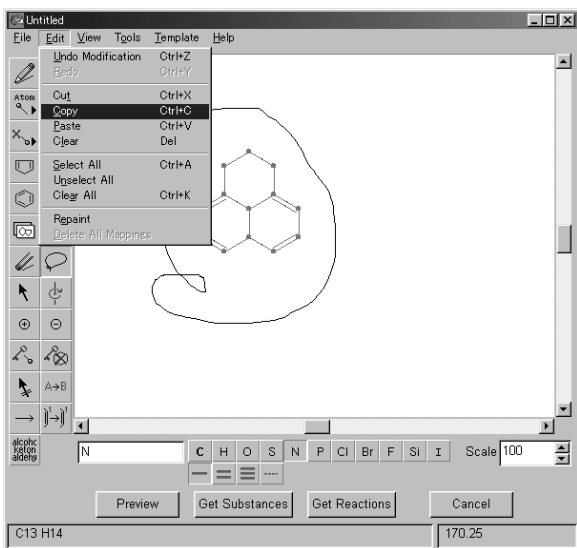 Untitled
File Edit View Tools Template Help
Undo Modification Ctrl+Z
Redo Ctrl+Y
Cut Ctrl+X
Copy Ctrl+C
Paste Ctrl+V
Clear Del
Select All Ctrl+A
Unselect All
Clear All Ctrl+K
Repaint
Delete All Mappings
Atom
X
A→B
alcohc
keton
aldehy
N C H O S N P Cl Br F Si I Scale 100
Preview Get Substances Get Reactions Cancel
C13 H14 170.25